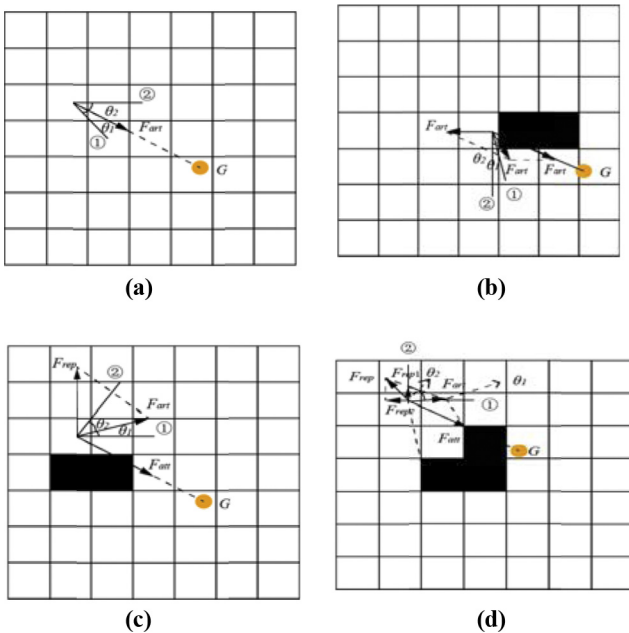 ②
θ2
Fart
θ1
①
G
(a)
Fart
θ2
θ1
Fart
Fart
G
①
②
(b)
Frep
②
Fart
θ2
θ1
①
Fatt
G
(c)
②
Frep
Frep1
θ2
Fart
θ1
Frep2
①
Fatt
G
(d)